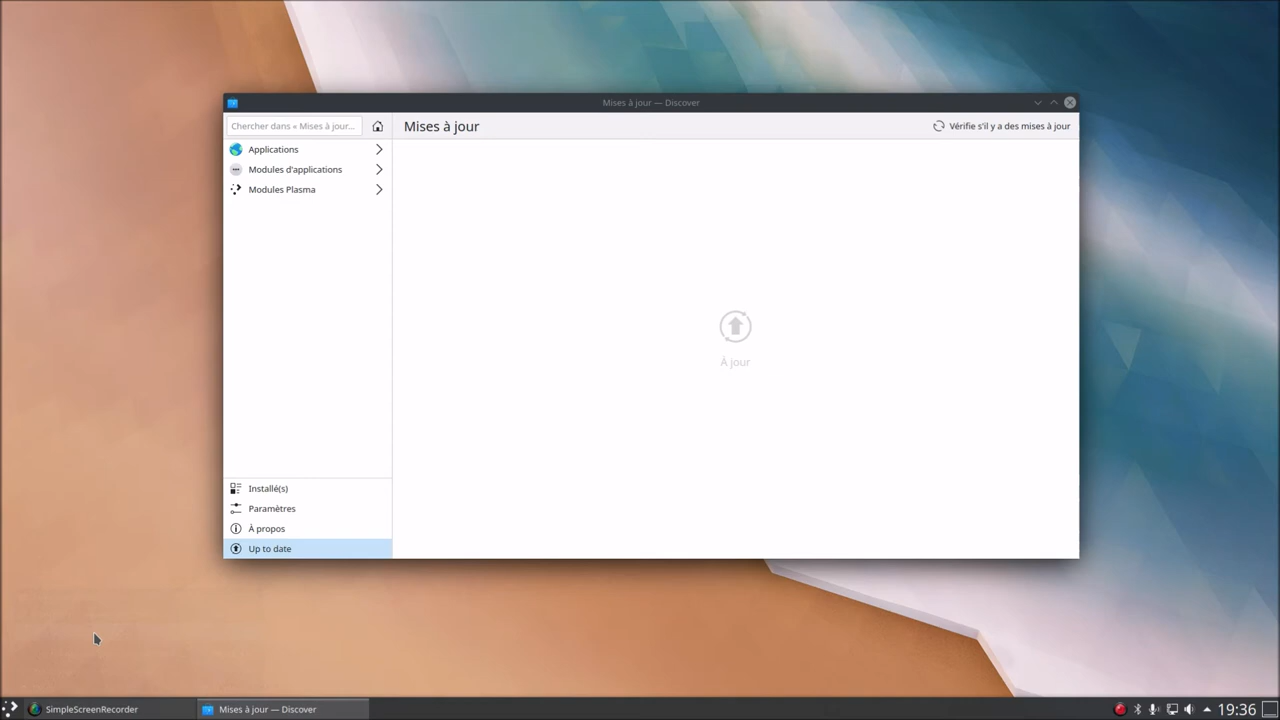 Mises à jour — Discover
Chercher dans « Mises à jour...
Mises à jour
Vérifie s'il y a des mises à jour
Applications
Modules d'applications
Modules Plasma
À jour
Installé(s)
Paramètres
À propos
Up to date
SimpleScreenRecorder
Mises à jour — Discover
19:36